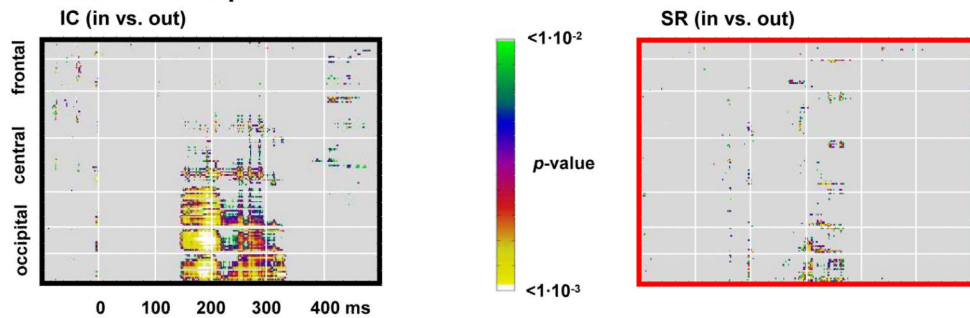 IC (in vs. out)
SR (in vs. out)
frontal
central
occipital
<1·10-2
p-value
<1·10-3
0 100 200 300 400 ms